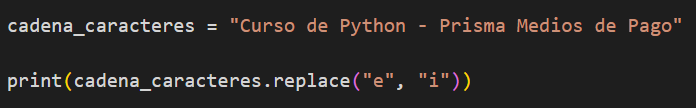 cadena_caracteres = "Curso de Python - Prisma Medios de Pago"
print(cadena_caracteres.replace("e", "i"))